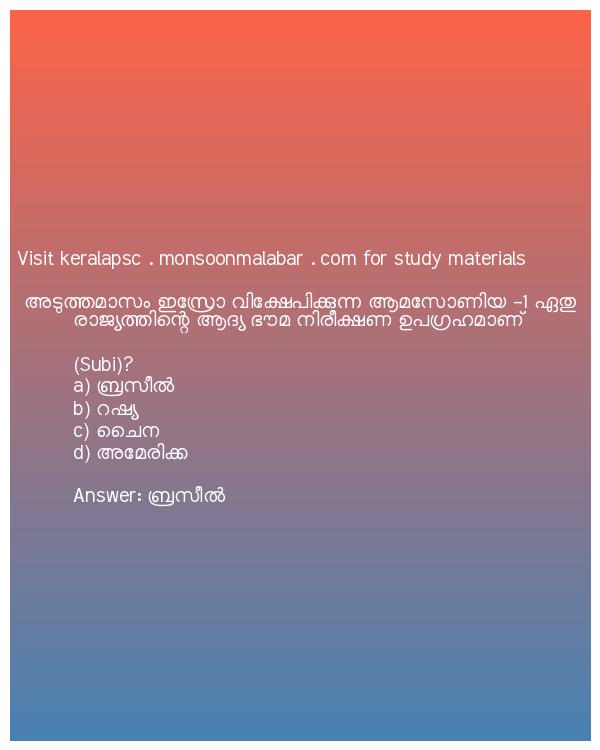 Visit keralapsc . monsoonmalabar . com for study materials
അടുത്തമാസം ഇസ്രോ വിക്ഷേപിക്കുന്ന ആമസോണിയ -1 ഏതു
രാജ്യത്തിന്റെ ആദ്യ ഭൗമ നിരീക്ഷണ ഉപഗ്രഹമാണ്
(Subi)?
a) ബ്രസീൽ
b) റഷ്യ
c) ചൈന
d) അമേരിക്ക
Answer: ബ്രസീൽ